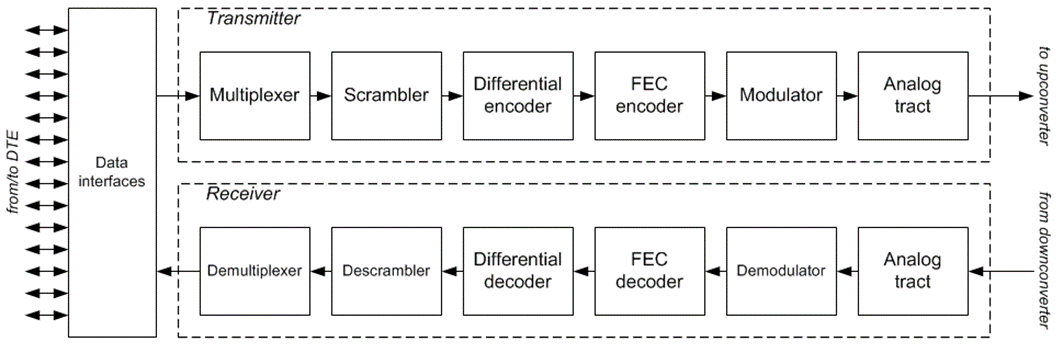 from/to DTE
Data
interfaces
Transmitter
Multiplexer
Scrambler
Differential
encoder
FEC
encoder
Modulator
Analog
tract
to upconverter
Receiver
Demultiplexer
Descrambler
Differential
decoder
FEC
decoder
Demodulator
Analog
tract
from downconverter